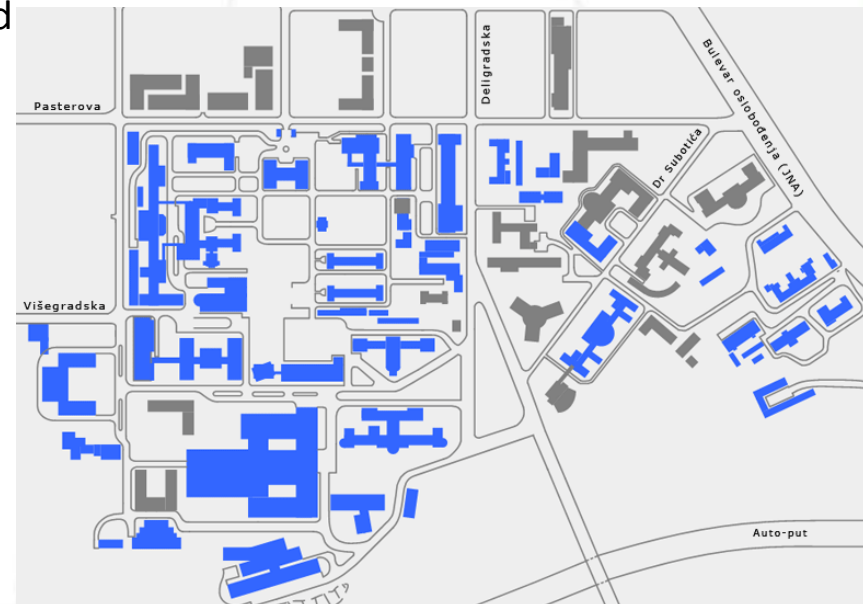 d
Pasterova
Deligradska
Bulevar oslobođenja (JNA)
Dr Subotića
Višegradska
Auto-put